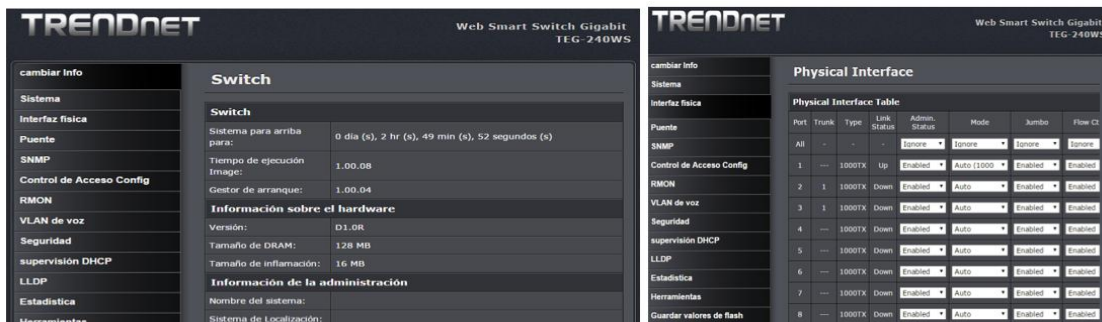 TRENDnet
Web Smart Switch Gigabit
TEG-240WS
cambiar Info
Sistema
Interfaz física
Puente
SNMP
Control de Acceso Config
RMON
VLAN de voz
Seguridad
supervisión DHCP
LLDP
Estadística
Herramientas
Switch
Switch
Sistema para arriba para: 0 día (s), 2 hr (s), 49 min (s), 52 segundos (s)
Tiempo de ejecución Image: 1.00.08
Gestor de arranque: 1.00.04
Información sobre el hardware
Versión: D1.0R
Tamaño de DRAM: 128 MB
Tamaño de inflamación: 16 MB
Información de la administración
Nombre del sistema:
Sistema de Localización:
TRENDnet
Web Smart Switch Gigabit
TEG-240WS
cambiar Info
Sistema
Interfaz física
Puente
SNMP
Control de Acceso Config
RMON
VLAN de voz
Seguridad
supervisión DHCP
LLDP
Estadística
Herramientas
Guardar valores de flash
Physical Interface
Physical Interface Table
Port Trunk Type Link Status Admin. Status Mode Jumbo Flow Ct
All - - - Ignore Ignore Ignore Ignore
1 --- 1000TX Up Enabled Auto (1000 Enabled Enabled
2 1 1000TX Down Enabled Auto Enabled Enabled
3 1 1000TX Down Enabled Auto Enabled Enabled
4 --- 1000TX Down Enabled Auto Enabled Enabled
5 --- 1000TX Down Enabled Auto Enabled Enabled
6 --- 1000TX Down Enabled Auto Enabled Enabled
7 --- 1000TX Down Enabled Auto Enabled Enabled
8 --- 1000TX Down Enabled Auto Enabled Enabled